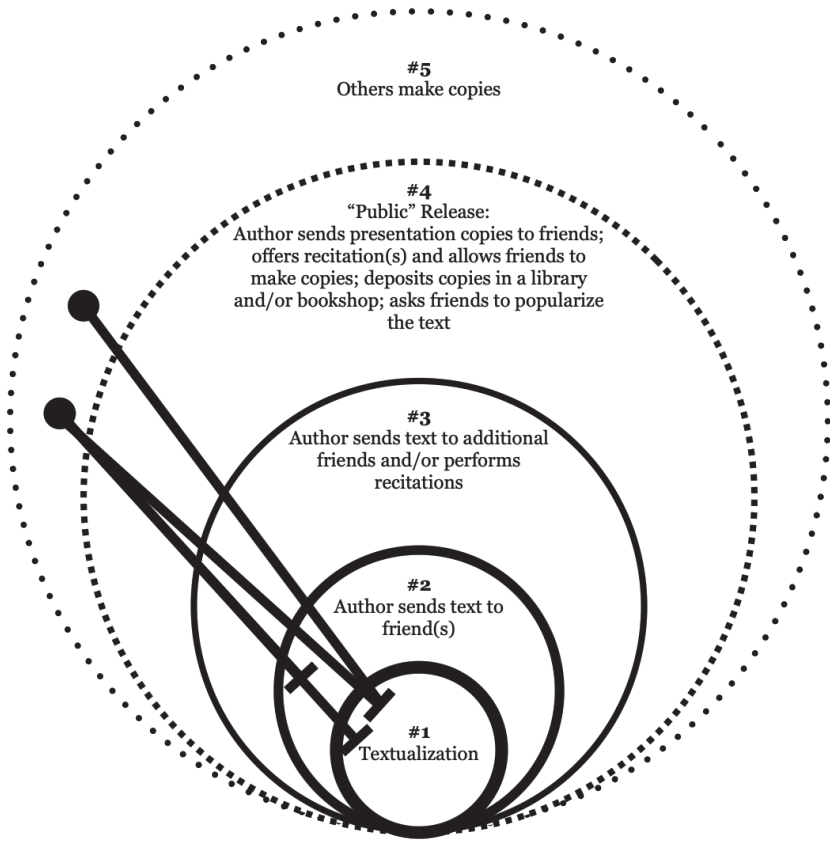 #5
Others make copies
#4
“Public” Release:
Author sends presentation copies to friends;
offers recitation(s) and allows friends to
make copies; deposits copies in a library
and/or bookshop; asks friends to popularize
the text
#3
Author sends text to additional
friends and/or performs
recitations
#2
Author sends text to
friend(s)
#1
Textualization